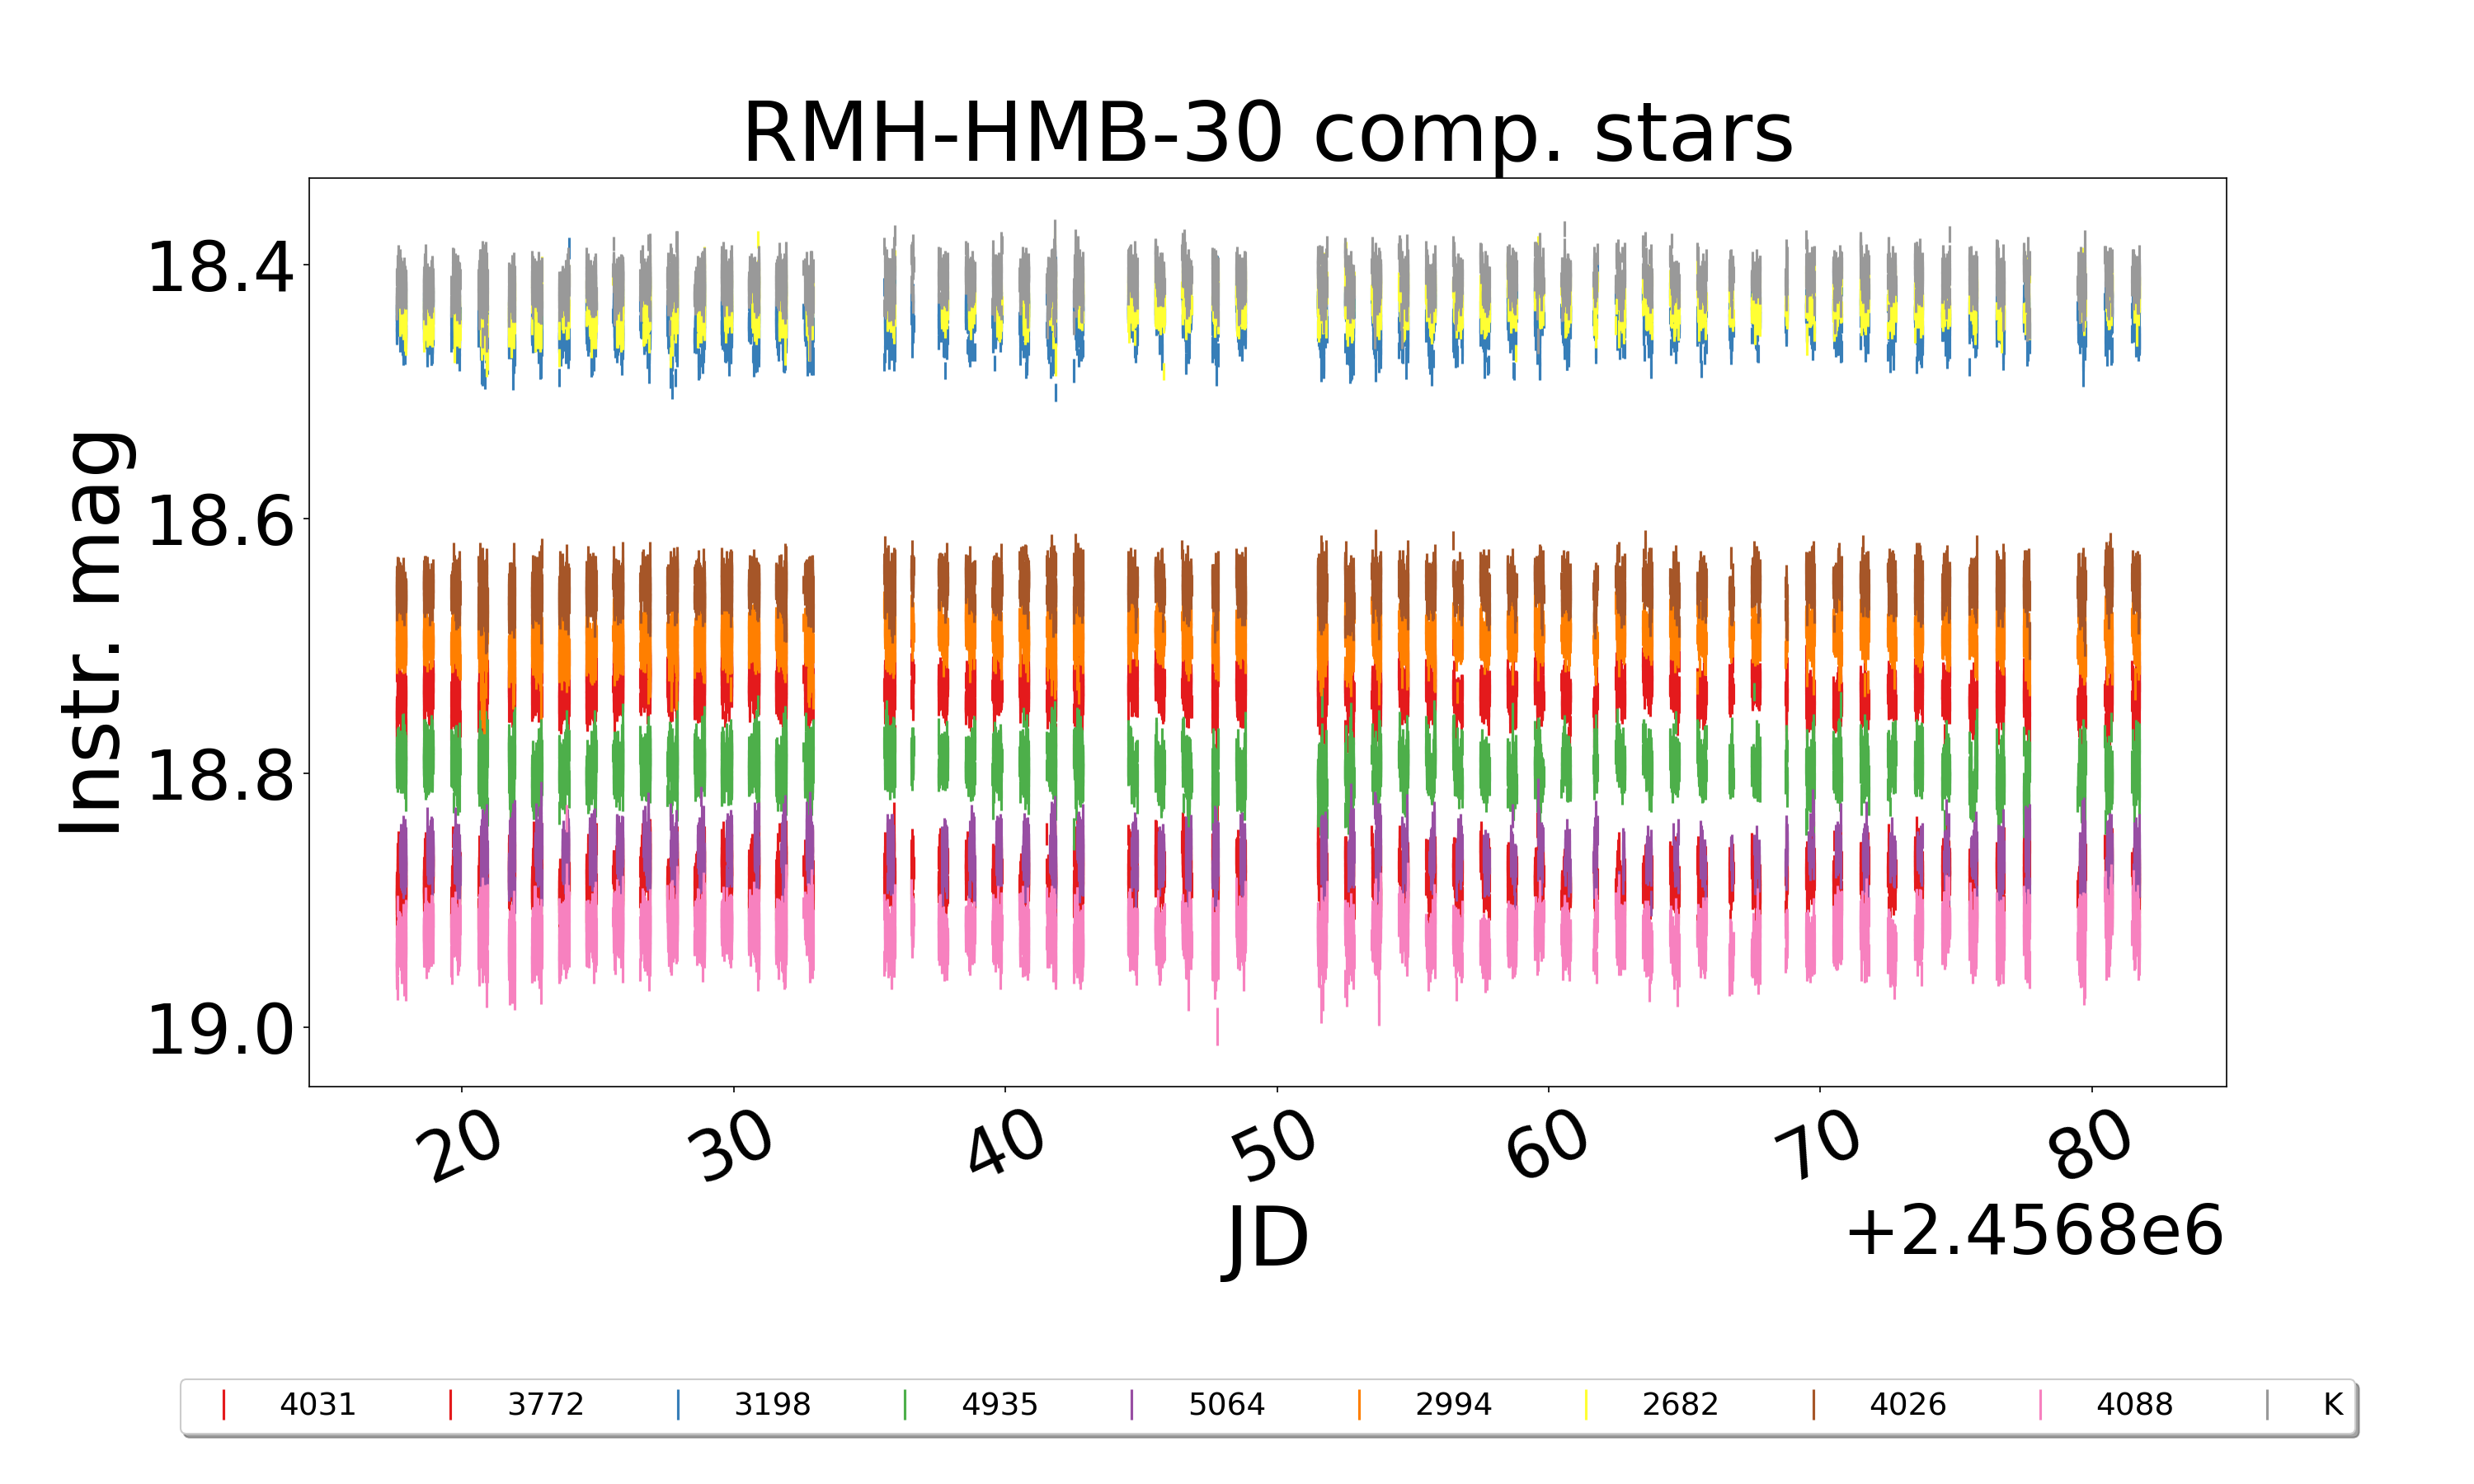 RMH-HMB-30 comp. stars
Instr. mag
18.4
18.6
18.8
19.0
20 30 40 50 60 70 80
JD
+2.4568e6
4031 3772 3198 4935 5064 2994 2682 4026 4088 K